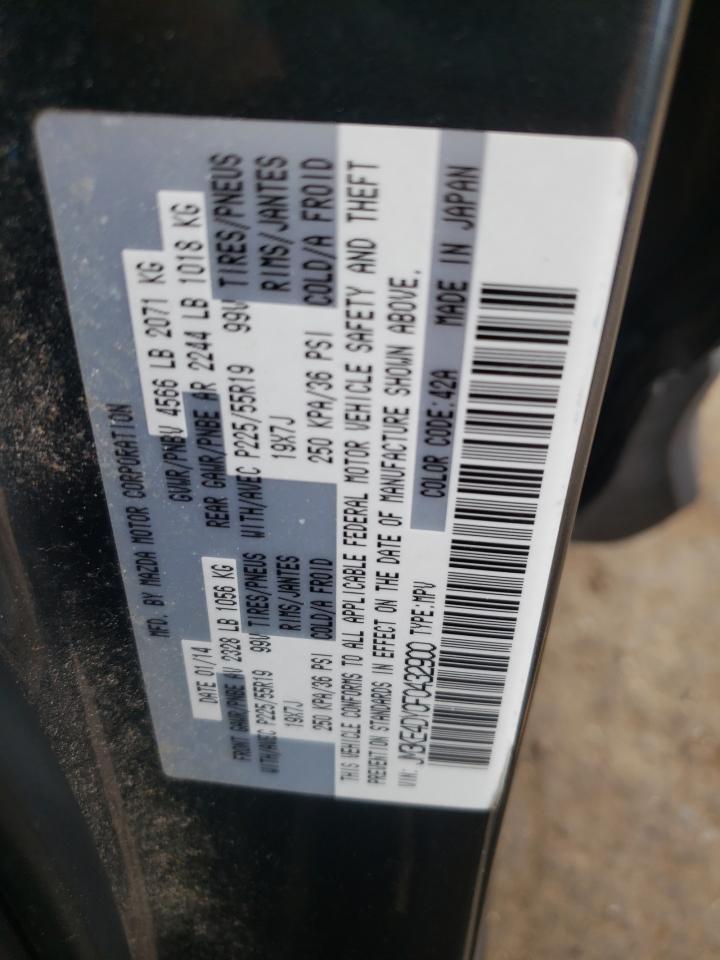 MFD. BY MAZDA MOTOR CORPORATION
DATE 01/14 GVWR/PNBV 4566 LB 2071 KG
FRONT GAWR/PNBE AV 2328 LB 1056 KG REAR GAWR/PNBE AR 2244 LB 1018 KG
WITH/AVEC P225/55R19 99V TIRES/PNEUS WITH/AVEC P225/55R19 99V TIRES/PNEUS
19X7J RIMS/JANTES 19X7J RIMS/JANTES
250 KPA/36 PSI COLD/A FROID 250 KPA/36 PSI COLD/A FROID
THIS VEHICLE CONFORMS TO ALL APPLICABLE FEDERAL MOTOR VEHICLE SAFETY AND THEFT
PREVENTION STANDARDS IN EFFECT ON THE DATE OF MANUFACTURE SHOWN ABOVE.
VIN: JM3KE4DY0F0432900 TYPE:MPV COLOR CODE:42A MADE IN JAPAN